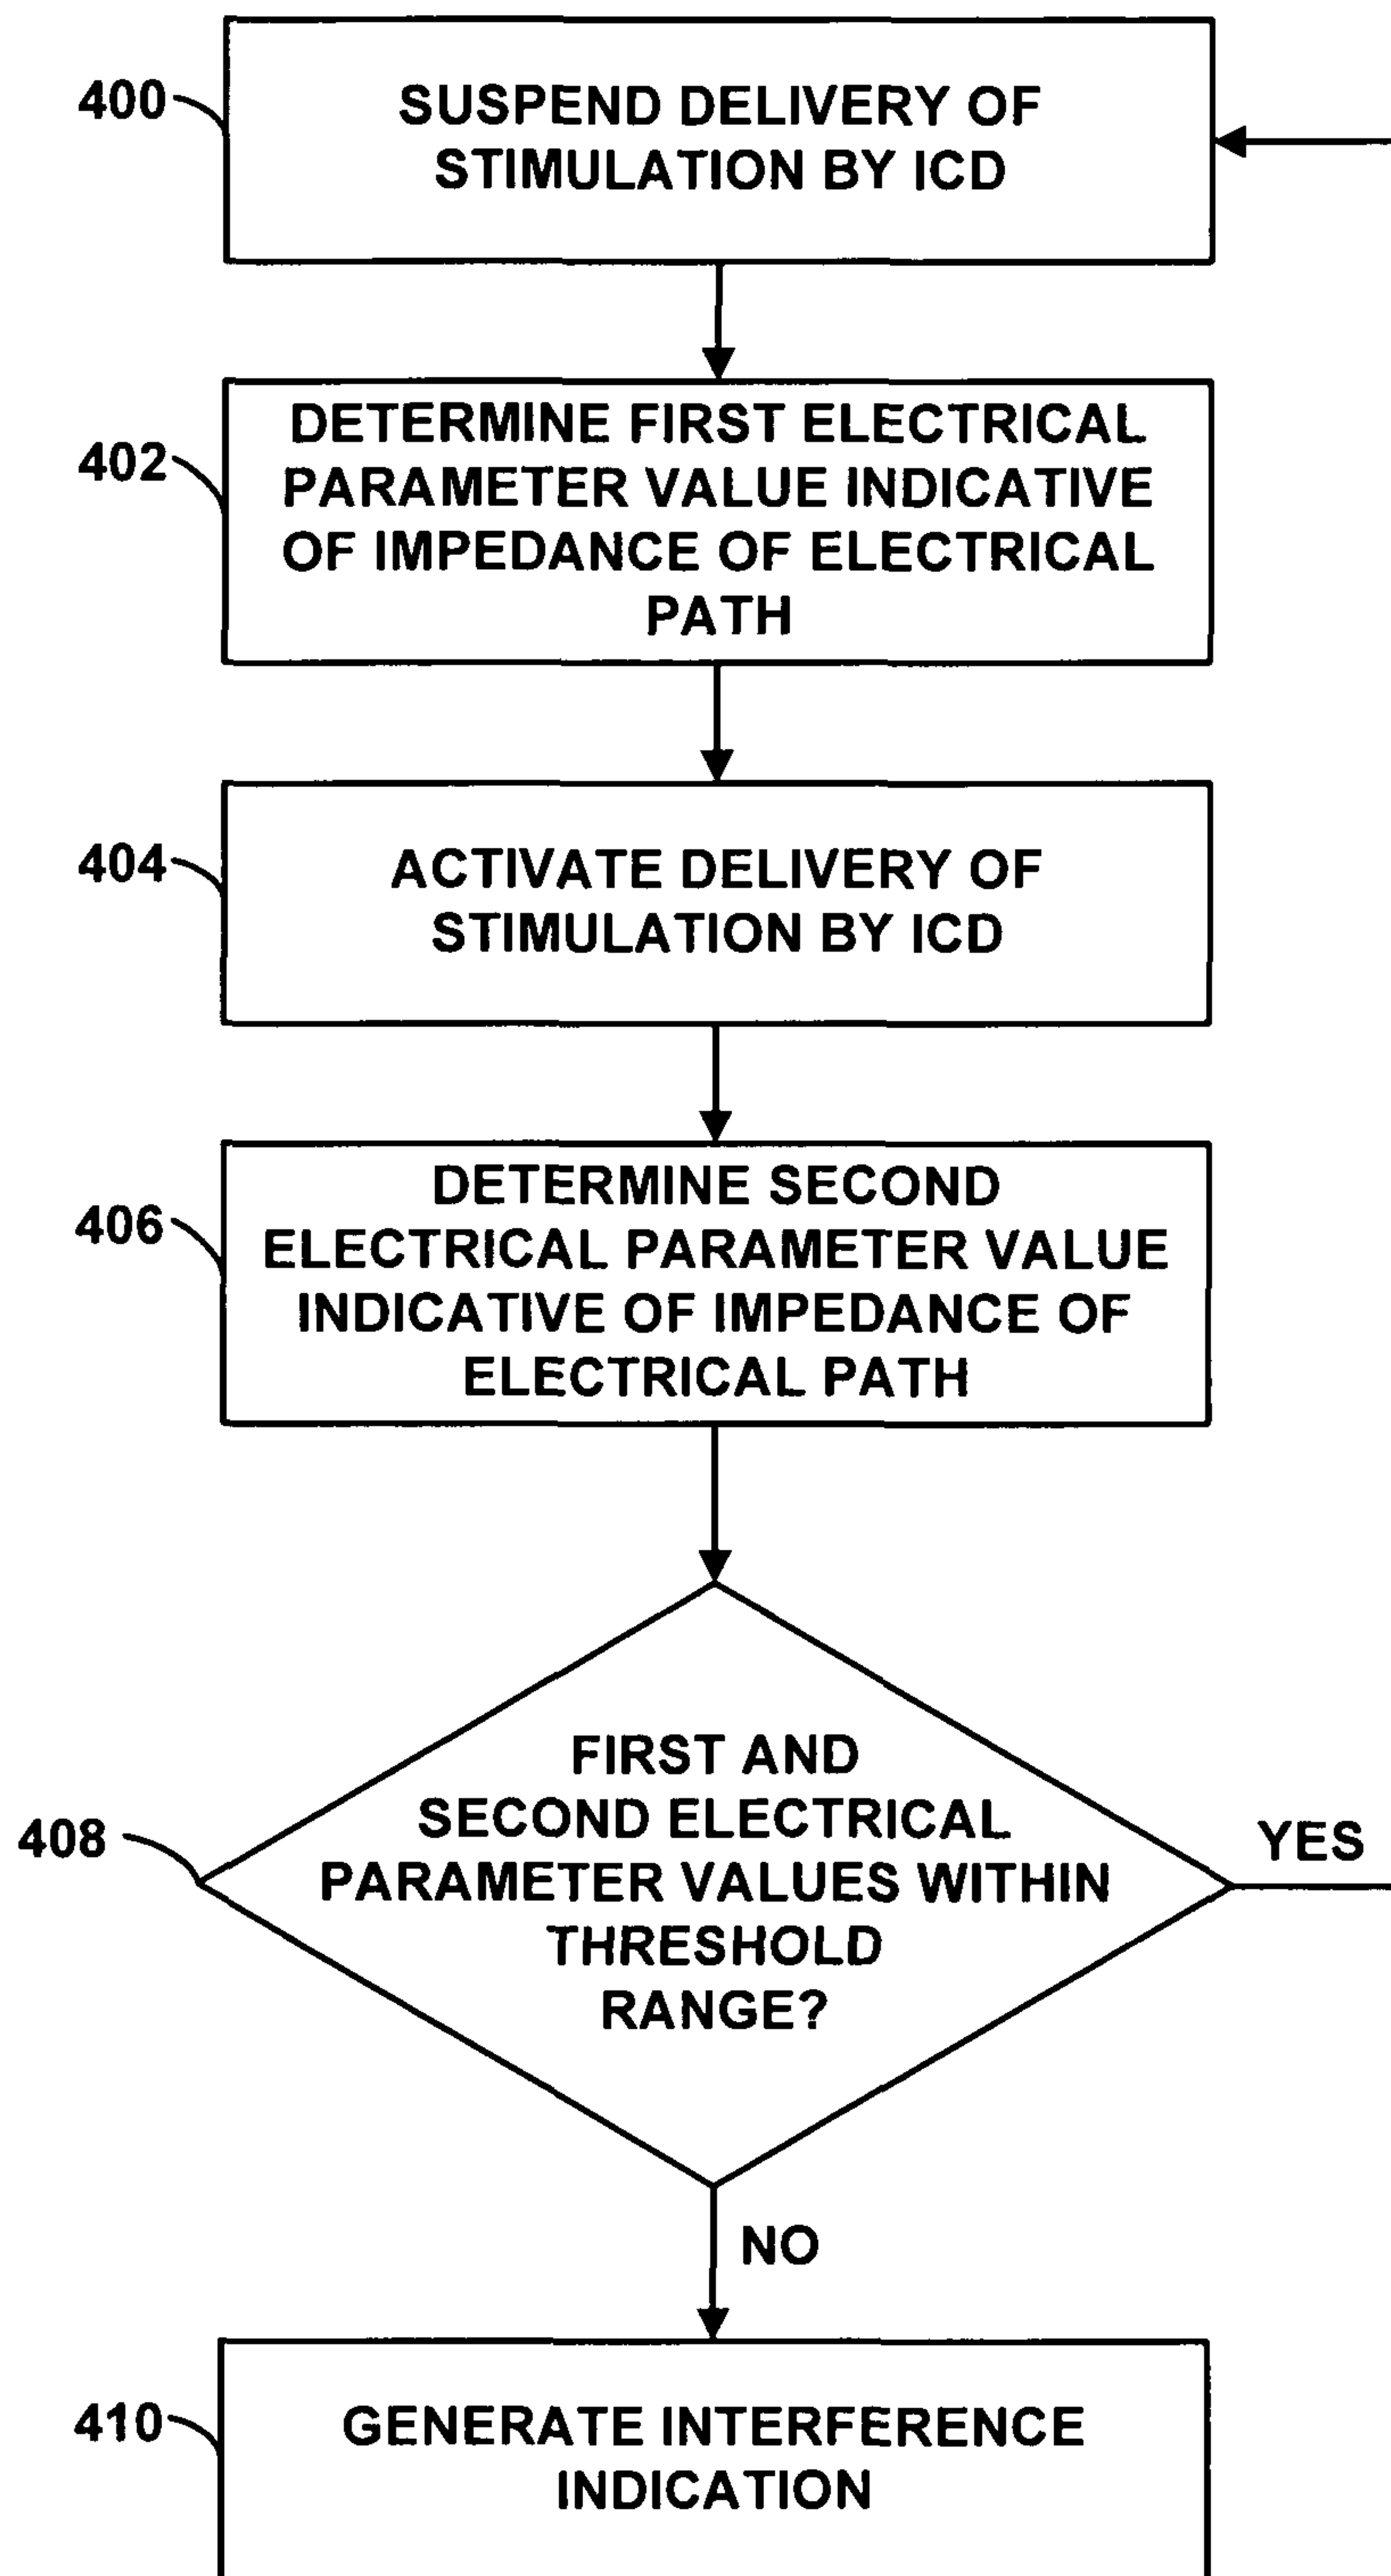 400
SUSPEND DELIVERY OF
STIMULATION BY ICD
402
DETERMINE FIRST ELECTRICAL
PARAMETER VALUE INDICATIVE
OF IMPEDANCE OF ELECTRICAL
PATH
404
ACTIVATE DELIVERY OF
STIMULATION BY ICD
406
DETERMINE SECOND
ELECTRICAL PARAMETER VALUE
INDICATIVE OF IMPEDANCE OF
ELECTRICAL PATH
408
FIRST AND
SECOND ELECTRICAL
PARAMETER VALUES WITHIN
THRESHOLD
RANGE?
YES
NO
410
GENERATE INTERFERENCE
INDICATION